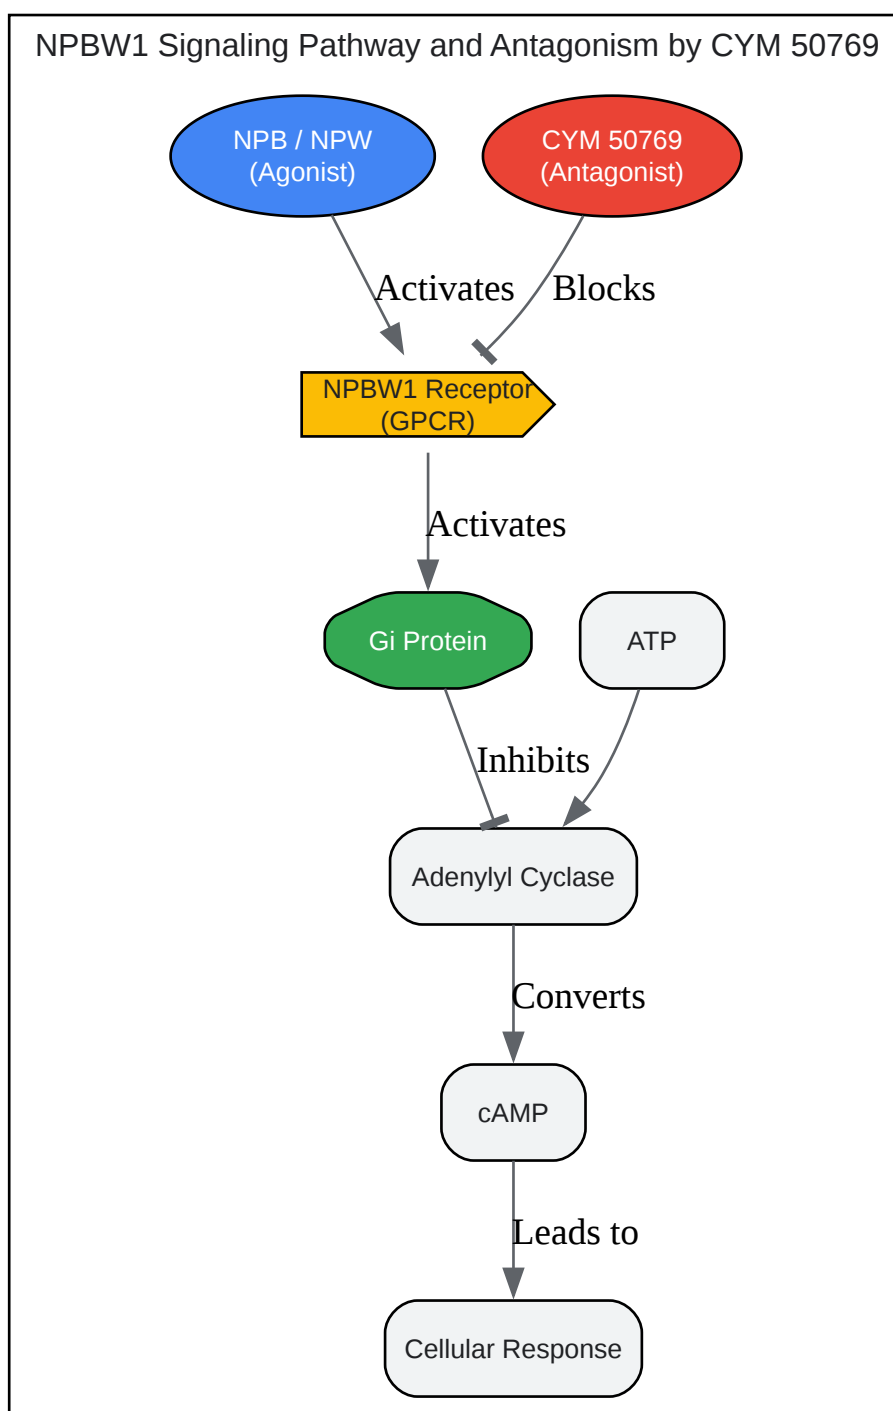 NPBW1 Signaling Pathway and Antagonism by CYM 50769
NPB / NPW
(Agonist)
CYM 50769
(Antagonist)
Activates
Blocks
NPBW1 Receptor
(GPCR)
Activates
Gi Protein
ATP
Inhibits
Adenylyl Cyclase
Converts
cAMP
Leads to
Cellular Response